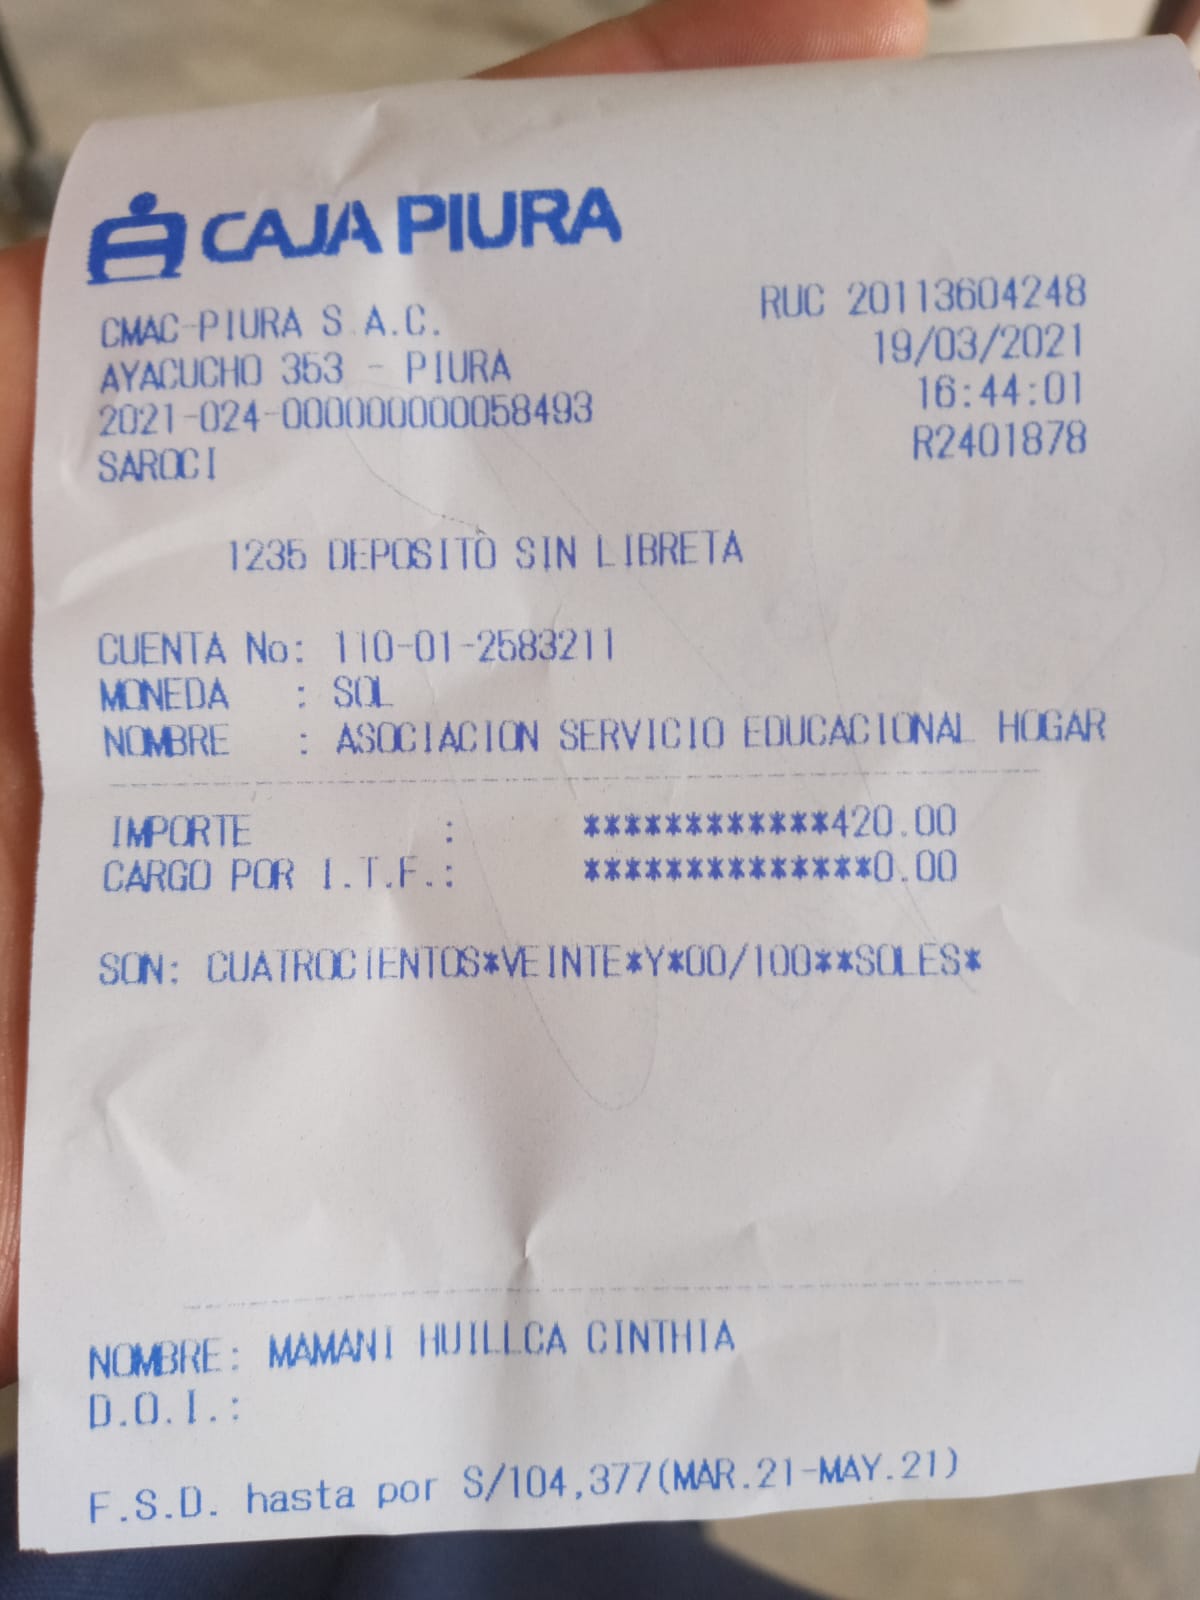 CAJA PIURA
CMAC-PIURA S.A.C.
RUC 20113604248
AYACUCHO 353 - PIURA
19/03/2021
2021-024-000000000058493
16:44:01
SAROCI
R2401878
1235 DEPOSITO SIN LIBRETA
CUENTA No: 110-01-2583211
MONEDA : SOL
NOMBRE : ASOCIACION SERVICIO EDUCACIONAL HOGAR
IMPORTE : ************420.00
CARGO POR I.T.F.: **************0.00
SON: CUATROCIENTOS*VEINTE*Y*00/100**SOLES*
NOMBRE: MAMANI HUILLCA CINTHIA
D.O.I.:
F.S.D. hasta por S/104,377(MAR.21-MAY.21)